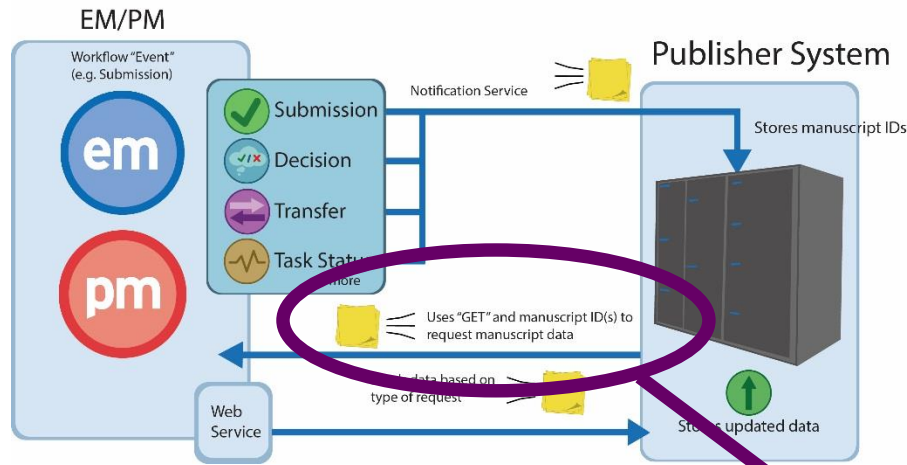 EM/PM
Workflow "Event"
(e.g. Submission)
em
pm
Submission
Decision
Transfer
Task Status
more
Notification Service
Publisher System
Stores manuscript IDs
Uses "GET" and manuscript ID(s) to
request manuscript data
data based on
type of request
Web
Service
Stores updated data